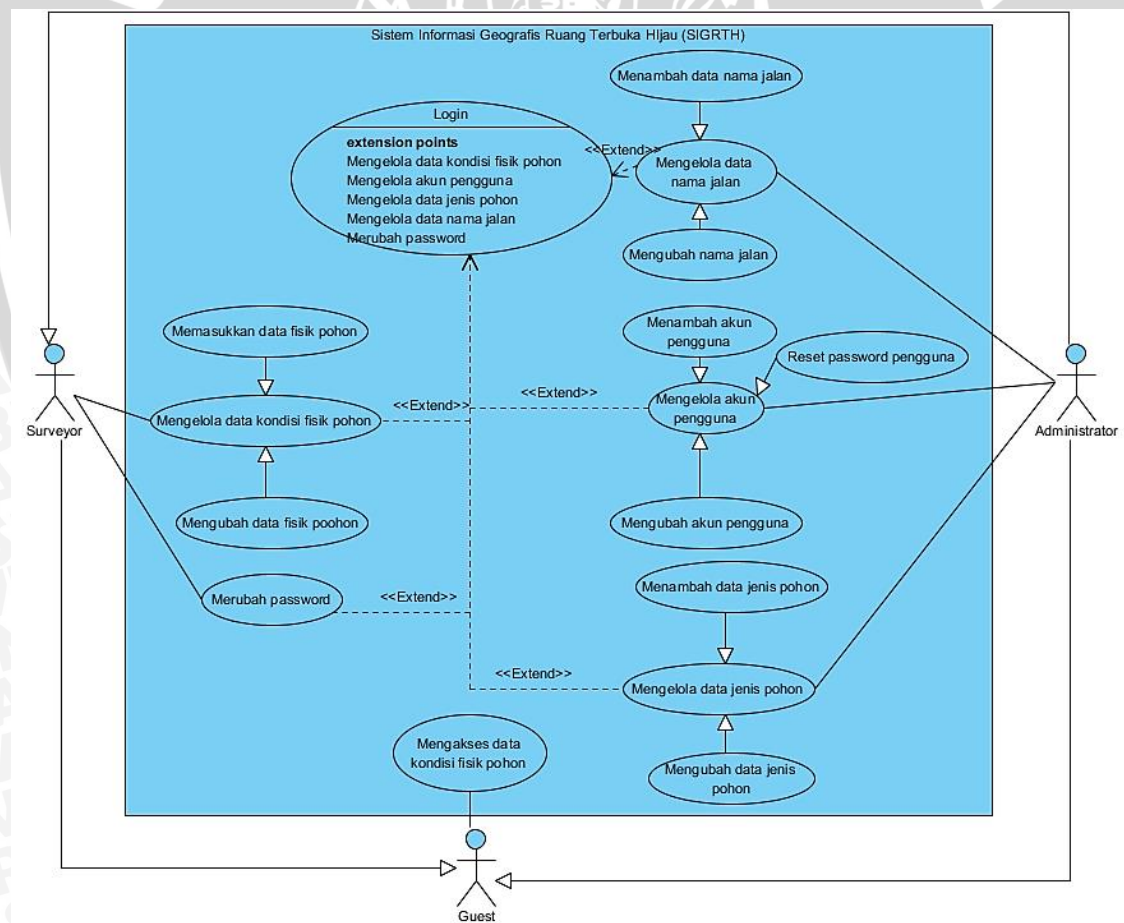 Sistem Informasi Geografis Ruang Terbuka HIjau (SIGRTH)
Menambah data nama jalan
Login
extension points
Mengelola data kondisi fisik pohon
Mengelola akun pengguna
Mengelola data jenis pohon
Mengelola data nama jalan
Merubah password
<<Extend>>
Mengelola data
nama jalan
Mengubah nama jalan
Memasukkan data fisik pohon
Menambah akun
pengguna
Reset password pengguna
Surveyor
Mengelola data kondisi fisik pohon
<<Extend>>
<<Extend>>
Mengelola akun
pengguna
Administrator
Mengubah data fisik poohon
Mengubah akun pengguna
Merubah password
<<Extend>>
Menambah data jenis pohon
<<Extend>>
Mengelola data jenis pohon
Mengakses data
kondisi fisik pohon
Mengubah data jenis
pohon
Guest